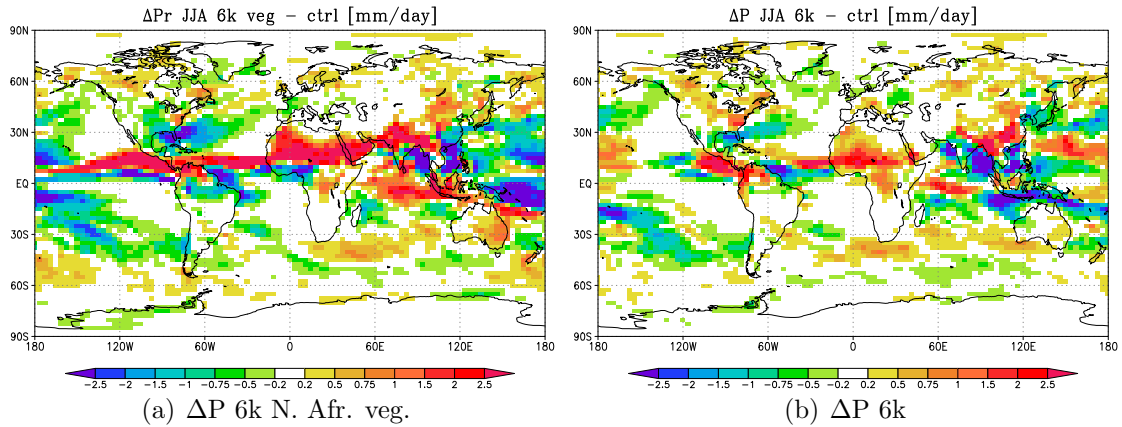 ΔPr JJA 6k veg − ctrl [mm/day]
90N
60N
30N
EQ
30S
60S
90S
180 120W 60W 0 60E 120E 180
−2.5 −2 −1.5 −1 −0.75 −0.5 −0.2 0.2 0.5 0.75 1 1.5 2 2.5
(a) ΔP 6k N. Afr. veg.
ΔP JJA 6k − ctrl [mm/day]
90N
60N
30N
EQ
30S
60S
90S
180 120W 60W 0 60E 120E 180
−2.5 −2 −1.5 −1 −0.75 −0.5 −0.2 0.2 0.5 0.75 1 1.5 2 2.5
(b) ΔP 6k